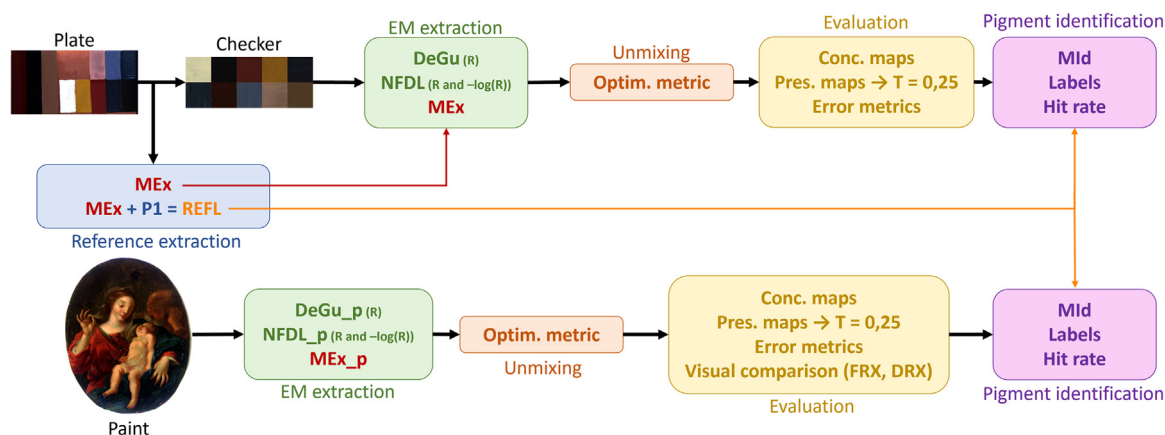 Plate
Checker
EM extraction
DeGu (R)
NFDL (R and –log(R))
MEx
Unmixing
Optim. metric
Evaluation
Conc. maps
Pres. maps → T = 0,25
Error metrics
Pigment identification
MId
Labels
Hit rate
MEx
MEx + P1 = REFL
Reference extraction
Paint
DeGu_p (R)
NFDL_p (R and –log(R))
MEx_p
EM extraction
Optim. metric
Unmixing
Conc. maps
Pres. maps → T = 0,25
Error metrics
Visual comparison (FRX, DRX)
Evaluation
MId
Labels
Hit rate
Pigment identification